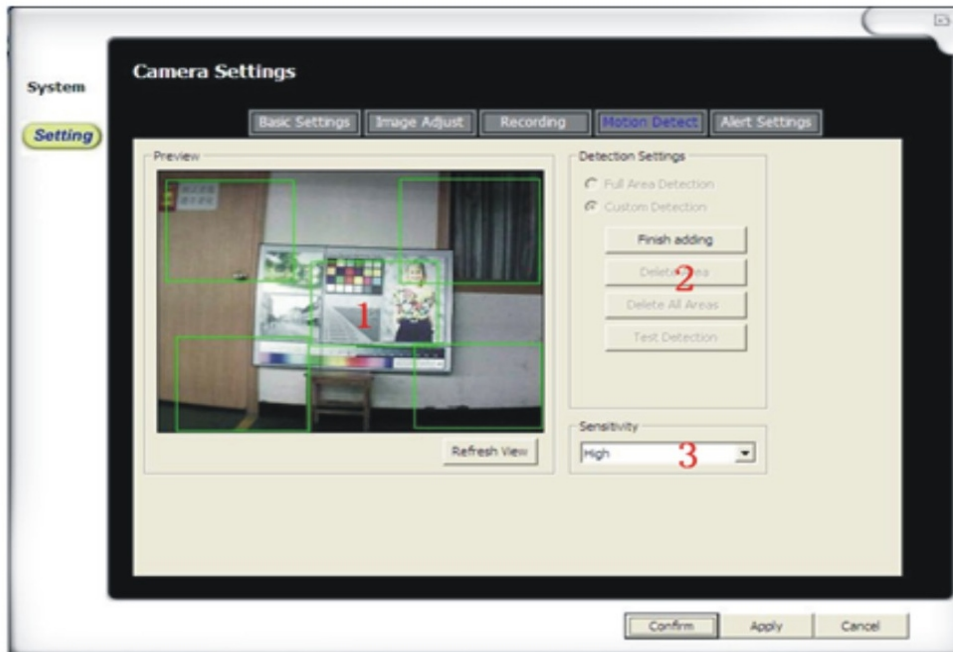 System
Setting
Camera Settings
Basic Settings
Image Adjust
Recording
Motion Detect
Alert Settings
Preview
1
Refresh View
Detection Settings
Full Area Detection
Custom Detection
Finish adding
Delete Area
2
Delete All Areas
Test Detection
Sensitivity
High
3
Confirm
Apply
Cancel